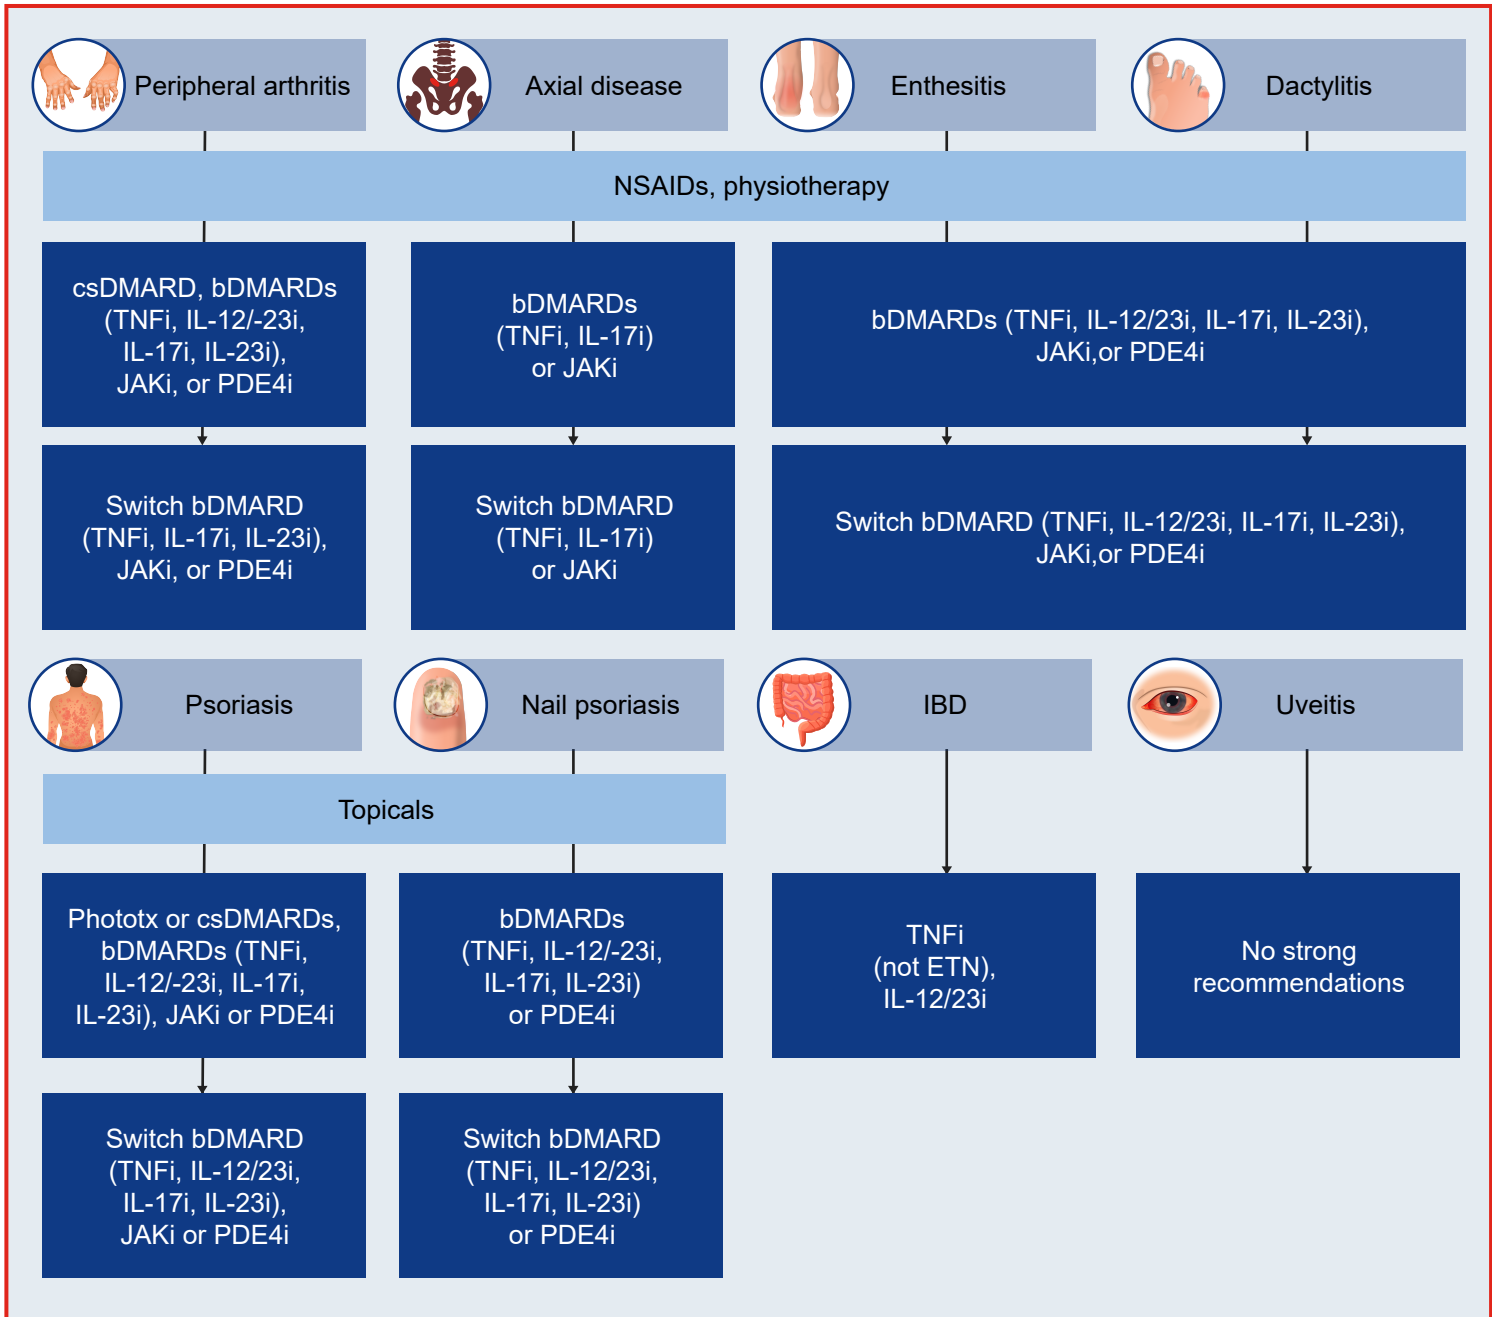 Peripheral arthritis
Axial disease
Enthesitis
Dactylitis
NSAIDs, physiotherapy
csDMARD, bDMARDs
(TNFi, IL-12/-23i,
IL-17i, IL-23i),
JAKi, or PDE4i
bDMARDs
(TNFi, IL-17i)
or JAKi
bDMARDs (TNFi, IL-12/23i, IL-17i, IL-23i),
JAKi,or PDE4i
Switch bDMARD
(TNFi, IL-17i, IL-23i),
JAKi, or PDE4i
Switch bDMARD
(TNFi, IL-17i)
or JAKi
Switch bDMARD (TNFi, IL-12/23i, IL-17i, IL-23i),
JAKi,or PDE4i
Psoriasis
Nail psoriasis
IBD
Uveitis
Topicals
Phototx or csDMARDs,
bDMARDs (TNFi,
IL-12/-23i, IL-17i,
IL-23i), JAKi or PDE4i
bDMARDs
(TNFi, IL-12/-23i,
IL-17i, IL-23i)
or PDE4i
TNFi
(not ETN),
IL-12/23i
No strong
recommendations
Switch bDMARD
(TNFi, IL-12/23i,
IL-17i, IL-23i),
JAKi or PDE4i
Switch bDMARD
(TNFi, IL-12/23i,
IL-17i, IL-23i)
or PDE4i